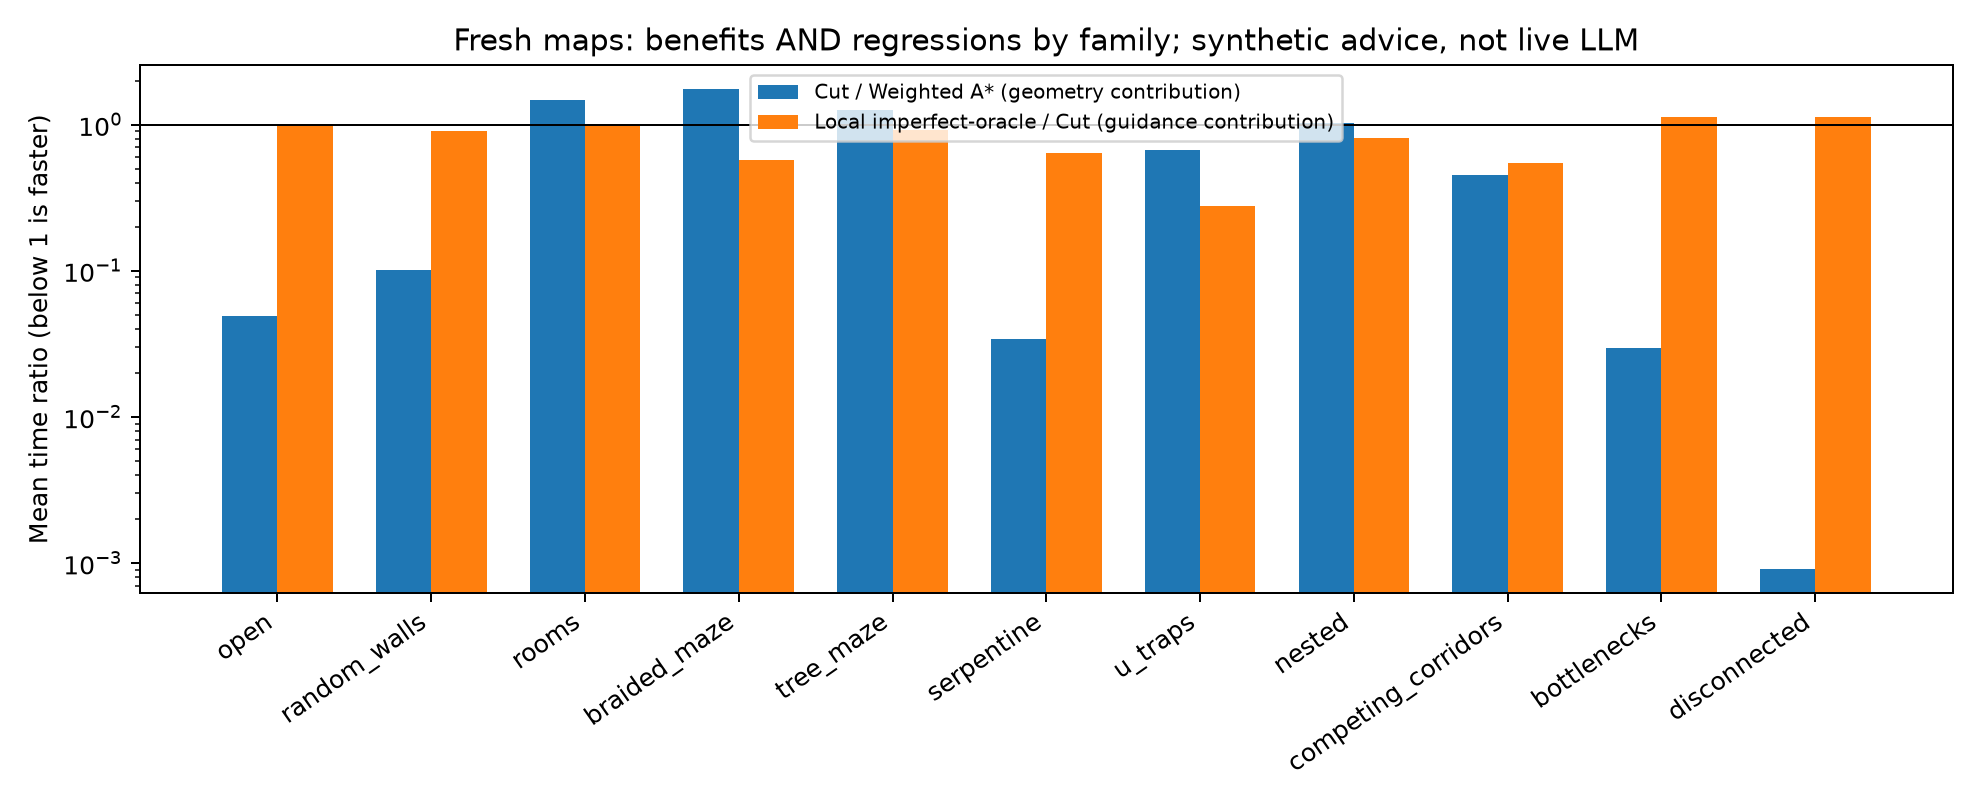 Fresh maps: benefits AND regressions by family; synthetic advice, not live LLM
Cut / Weighted A* (geometry contribution)
Local imperfect-oracle / Cut (guidance contribution)
Mean time ratio (below 1 is faster)
10⁰
10⁻¹
10⁻²
10⁻³
open
random_walls
rooms
braided_maze
tree_maze
serpentine
u_traps
nested
competing_corridors
bottlenecks
disconnected